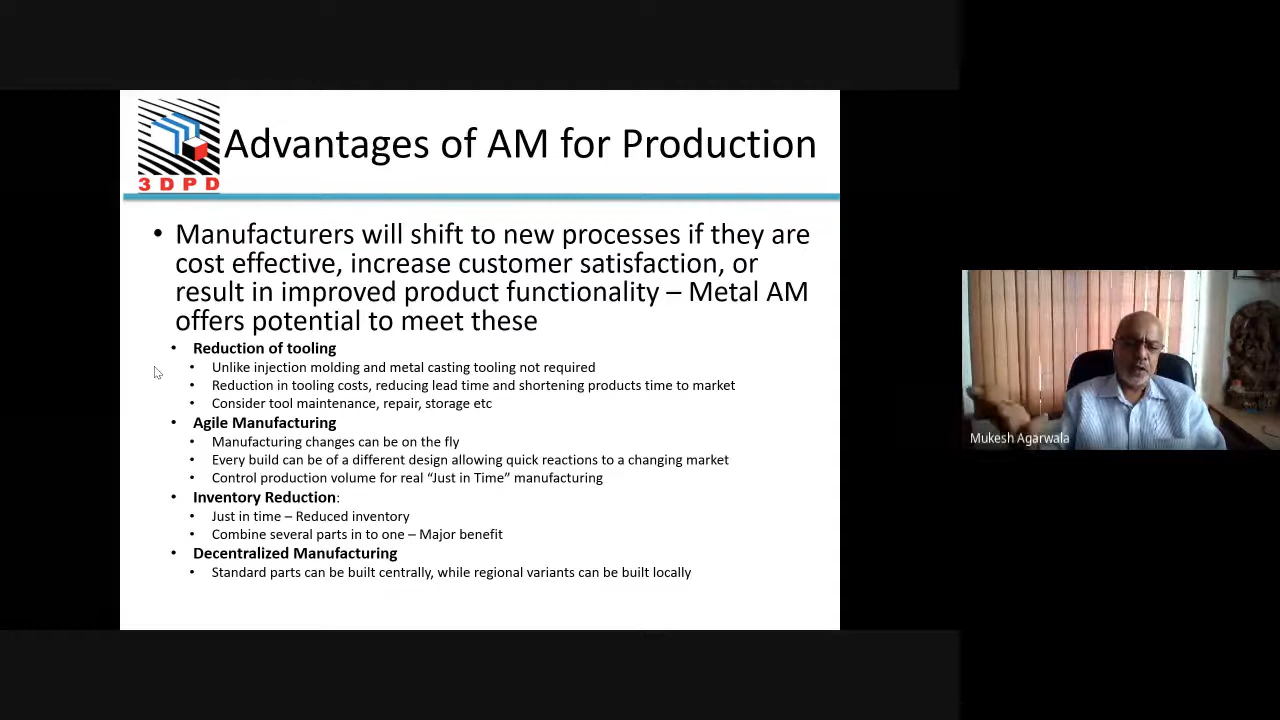 3DPD
Advantages of AM for Production
• Manufacturers will shift to new processes if they are
cost effective, increase customer satisfaction, or
result in improved product functionality – Metal AM
offers potential to meet these
• Reduction of tooling
• Unlike injection molding and metal casting tooling not required
• Reduction in tooling costs, reducing lead time and shortening products time to market
• Consider tool maintenance, repair, storage etc
• Agile Manufacturing
• Manufacturing changes can be on the fly
• Every build can be of a different design allowing quick reactions to a changing market
• Control production volume for real “Just in Time” manufacturing
• Inventory Reduction:
• Just in time – Reduced inventory
• Combine several parts in to one – Major benefit
• Decentralized Manufacturing
• Standard parts can be built centrally, while regional variants can be built locally
Mukesh Agarwala